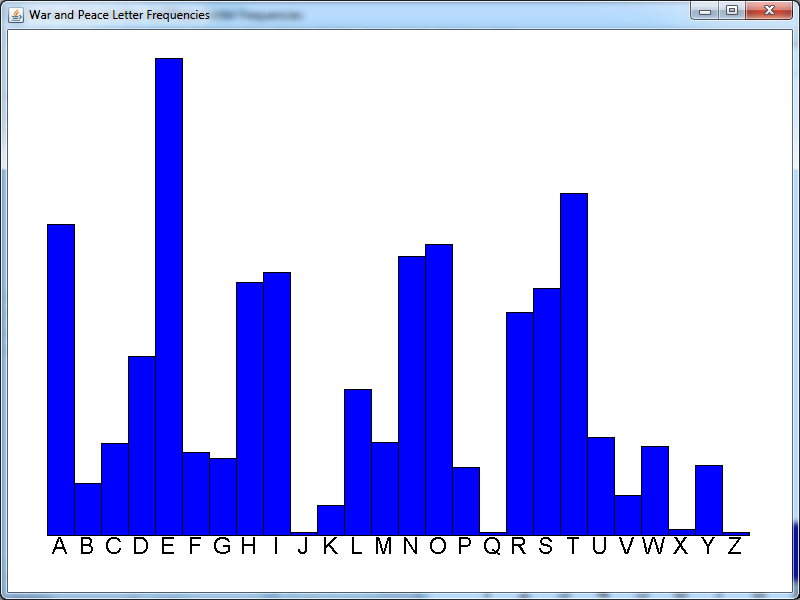 War and Peace Letter Frequencies
A B C D E F G H I J K L M N O P Q R S T U V W X Y Z